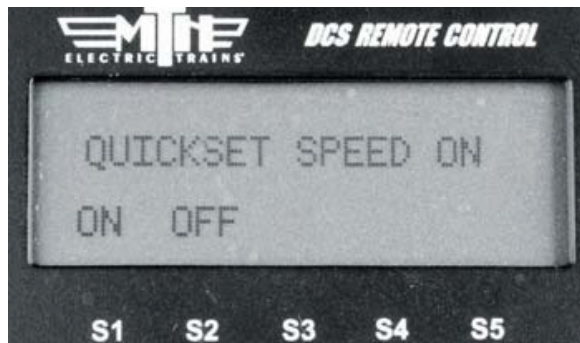 MTH DCS REMOTE CONTROL
ELECTRIC TRAINS
QUICKSET SPEED ON
ON OFF
S1 S2 S3 S4 S5